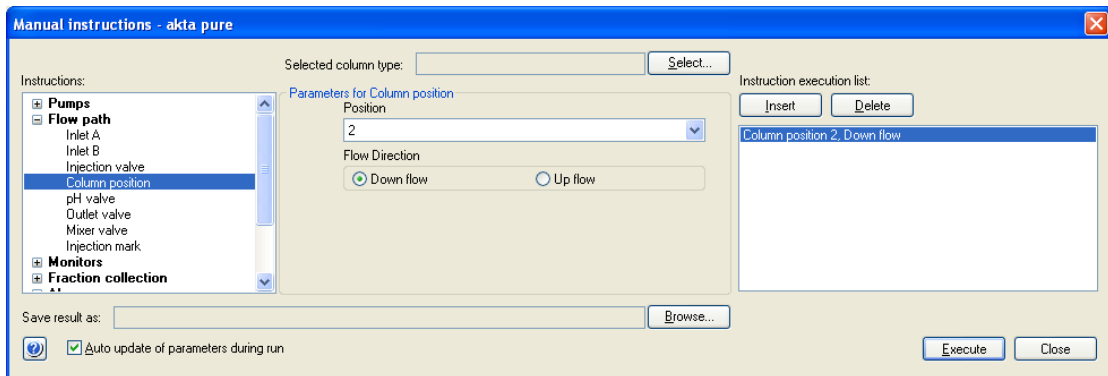 Manual instructions - akta pure
Selected column type:
Select...
Instructions:
Pumps
Flow path
Inlet A
Inlet B
Injection valve
Column position
pH valve
Outlet valve
Mixer valve
Injection mark
Monitors
Fraction collection
Parameters for Column position
Position
2
Flow Direction
Down flow
Up flow
Instruction execution list:
Insert
Delete
Column position 2, Down flow
Save result as:
Browse...
Auto update of parameters during run
Execute
Close